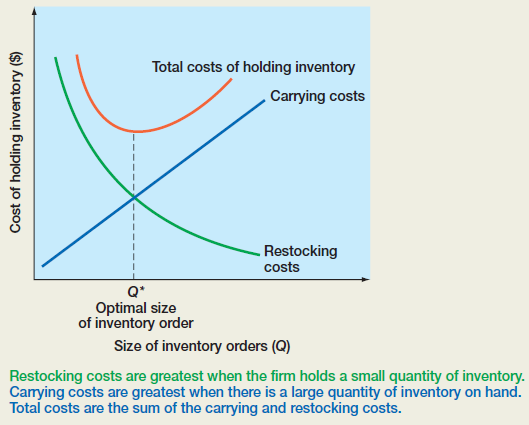 Cost of holding inventory ($)
Total costs of holding inventory
Carrying costs
Restocking
costs
Q*
Optimal size
of inventory order
Size of inventory orders (Q)
Restocking costs are greatest when the firm holds a small quantity of inventory.
Carrying costs are greatest when there is a large quantity of inventory on hand.
Total costs are the sum of the carrying and restocking costs.